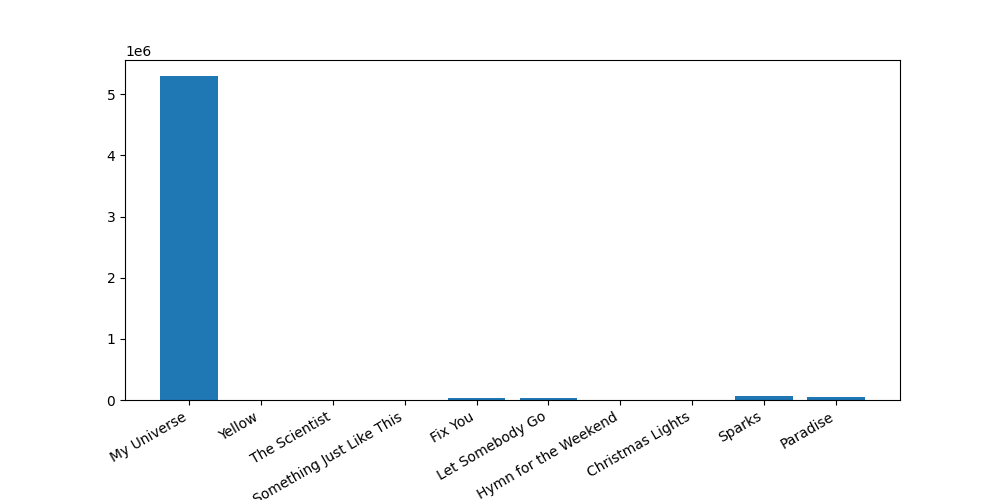 1e6
5
4
3
2
1
0
My Universe
Yellow
The Scientist
Something Just Like This
Fix You
Let Somebody Go
Hymn for the Weekend
Christmas Lights
Sparks
Paradise